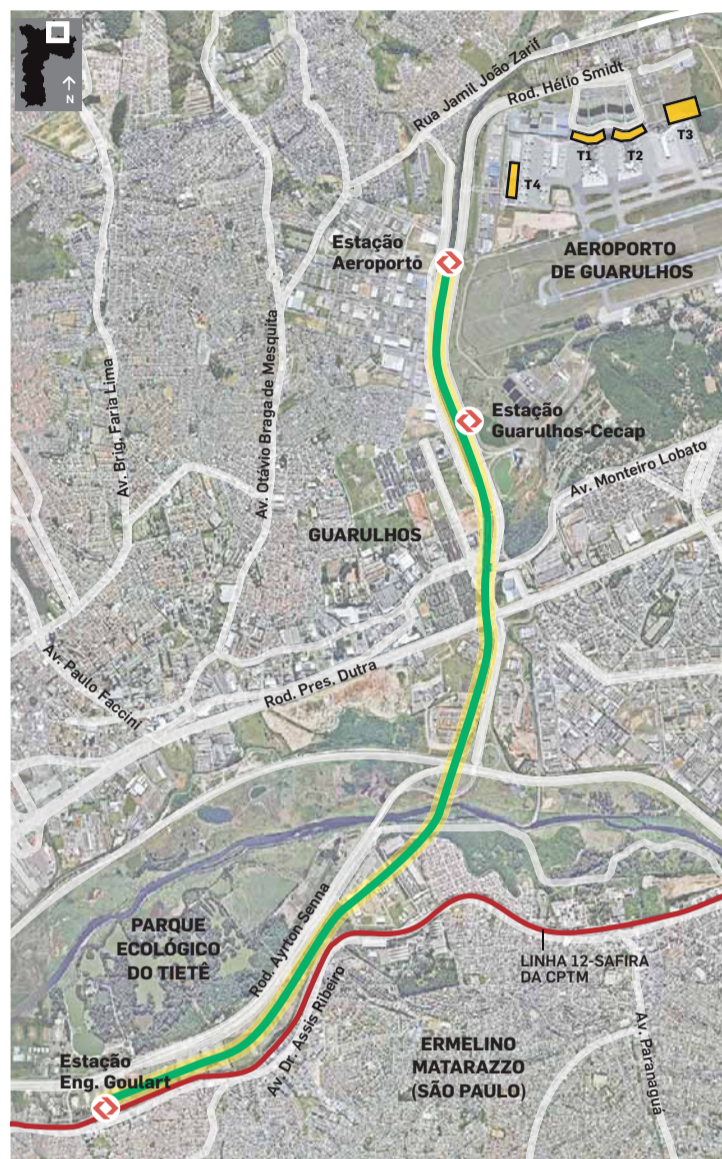 N
Rua Jamil João Zarif
Rod. Hélio Smidt
T1
T2
T3
T4
Estação
Aeroporto
AEROPORTO
DE GUARULHOS
Av. Brig. Faria Lima
Av. Otávio Braga de Mesquita
Estação
Guarulhos-Cecap
Av. Monteiro Lobato
GUARULHOS
Av. Paulo Faccini
Rod. Pres. Dutra
PARQUE
ECOLÓGICO
DO TIETÊ
Rod. Ayrton Senna
LINHA 12-SAFIRA
DA CPTM
Av. Dr. Assis Ribeiro
Estação
Eng. Goulart
ERMELINO
MATARAZZO
(SÃO PAULO)
Av. Paranaguá